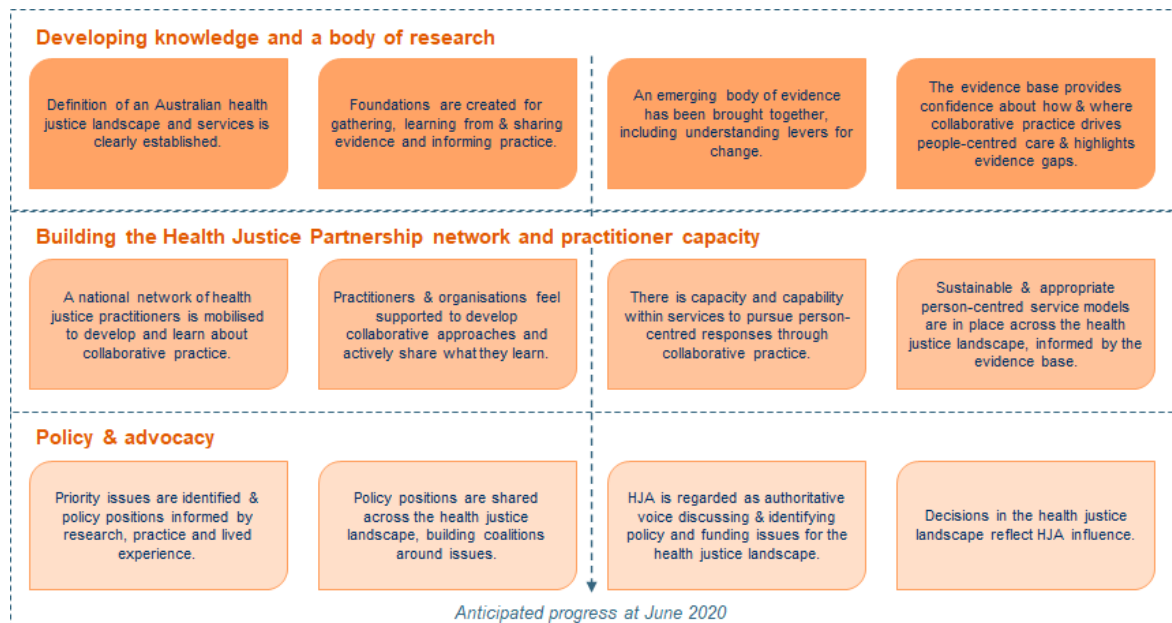 Developing knowledge and a body of research
Definition of an Australian health
justice landscape and services is
clearly established.
Foundations are created for
gathering, learning from & sharing
evidence and informing practice.
An emerging body of evidence
has been brought together,
including understanding levers for
change.
The evidence base provides
confidence about how & where
collaborative practice drives
people-centred care & highlights
evidence gaps.
Building the Health Justice Partnership network and practitioner capacity
A national network of health
justice practitioners is mobilised
to develop and learn about
collaborative practice.
Practitioners & organisations feel
supported to develop
collaborative approaches and
actively share what they learn.
There is capacity and capability
within services to pursue person-
centred responses through
collaborative practice.
Sustainable & appropriate
person-centred service models
are in place across the health
justice landscape, informed by the
evidence base.
Policy & advocacy
Priority issues are identified &
policy positions informed by
research, practice and lived
experience.
Policy positions are shared
across the health justice
landscape, building coalitions
around issues.
HJA is regarded as authoritative
voice discussing & identifying
policy and funding issues for the
health justice landscape.
Decisions in the health justice
landscape reflect HJA influence.
Anticipated progress at June 2020